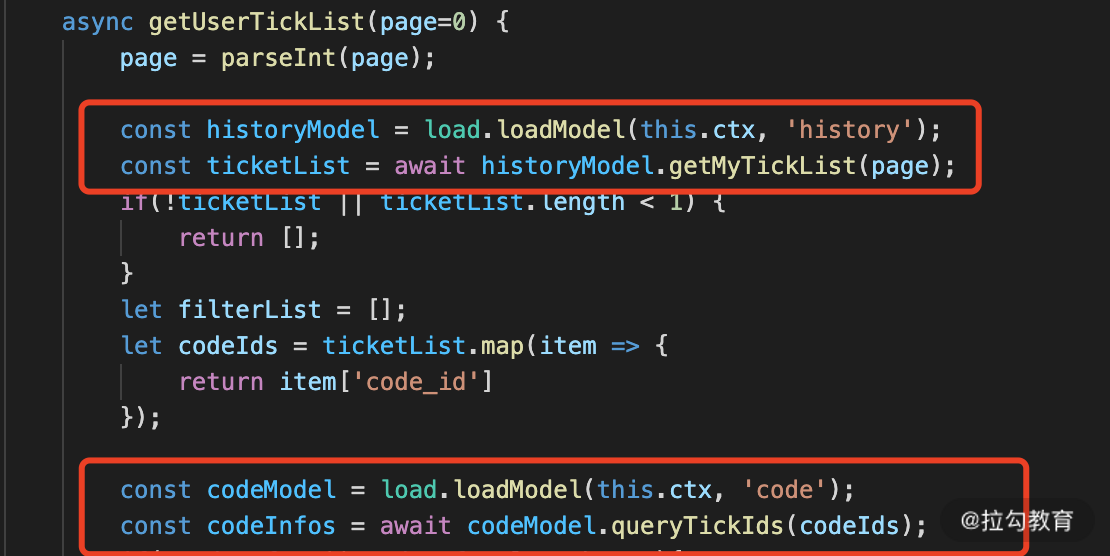 async getUserTickList(page=0) {
page = parseInt(page);
const historyModel = load.loadModel(this.ctx, 'history');
const ticketList = await historyModel.getMyTickList(page);
if(!ticketList || ticketList.length < 1) {
return [];
}
let filterList = [];
let codeIds = ticketList.map(item => {
return item['code_id']
});
const codeModel = load.loadModel(this.ctx, 'code');
const codeInfos = await codeModel.queryTickIds(codeIds);
@拉勾教育